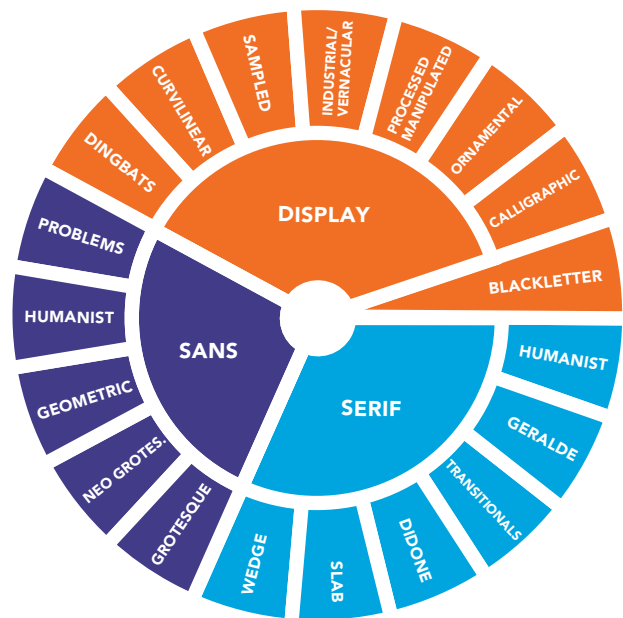 DISPLAY
DINGBATS
CURVILINEAR
SAMPLED
INDUSTRIAL/
VERNACULAR
PROCESSED
MANIPULATED
ORNAMENTAL
CALLIGRAPHIC
BLACKLETTER
SERIF
HUMANIST
GERALDE
TRANSITIONALS
DIDONE
SLAB
WEDGE
SANS
GROTESQUE
NEO GROTES.
GEOMETRIC
HUMANIST
PROBLEMS